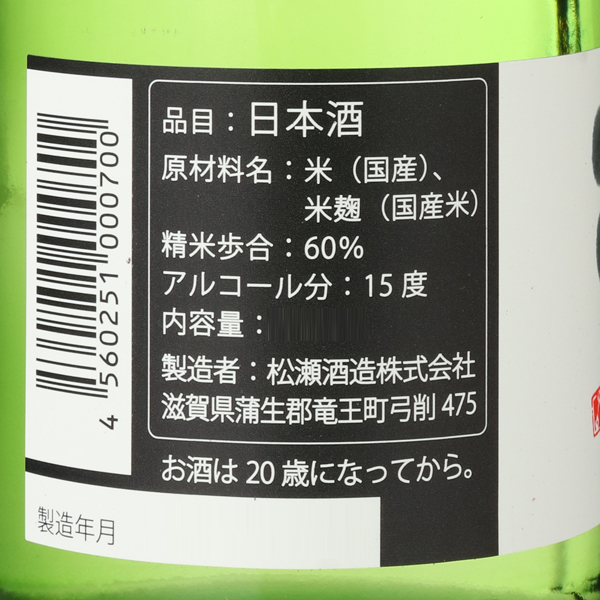 品目：日本酒
原材料名：米（国産）、
米麹（国産米）
精米歩合：60%
アルコール分：15度
内容量：
製造者：松瀬酒造株式会社
滋賀県蒲生郡竜王町弓削475
お酒は20歳になってから。
4 560251 000700
製造年月